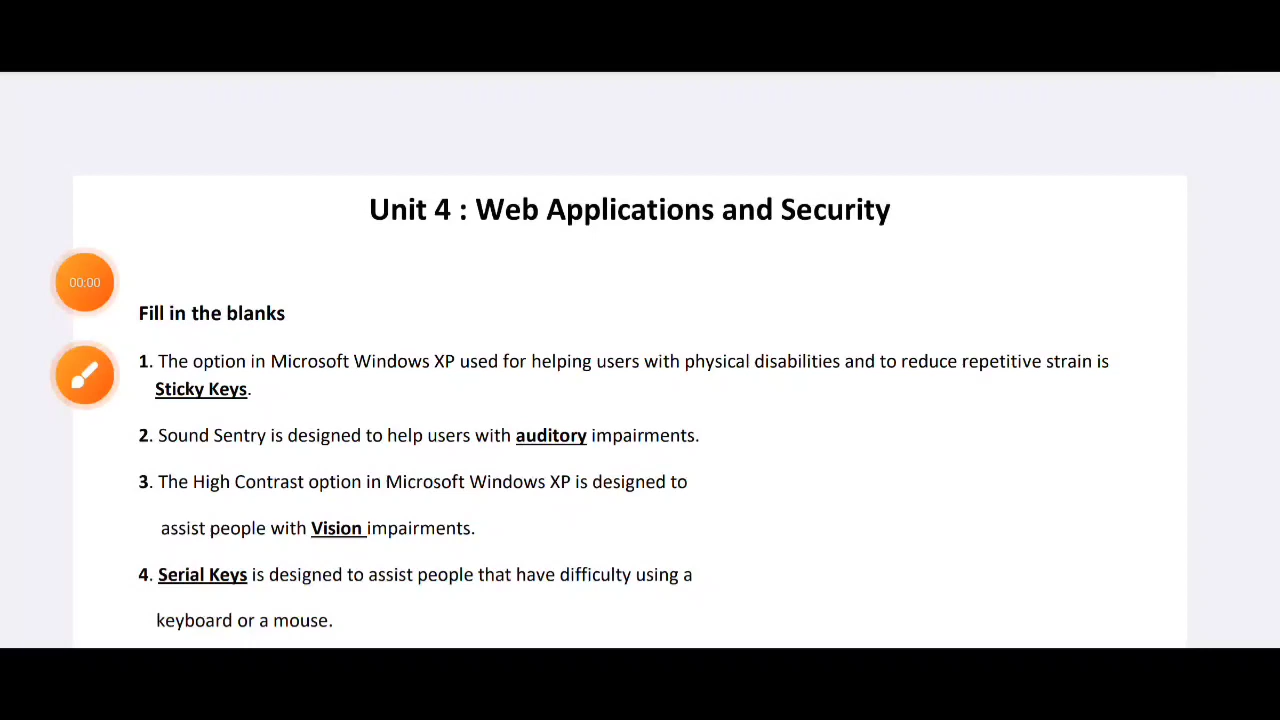 Unit 4 : Web Applications and Security
00:00
Fill in the blanks
1. The option in Microsoft Windows XP used for helping users with physical disabilities and to reduce repetitive strain is
Sticky Keys.
2. Sound Sentry is designed to help users with auditory impairments.
3. The High Contrast option in Microsoft Windows XP is designed to
assist people with Vision impairments.
4. Serial Keys is designed to assist people that have difficulty using a
keyboard or a mouse.